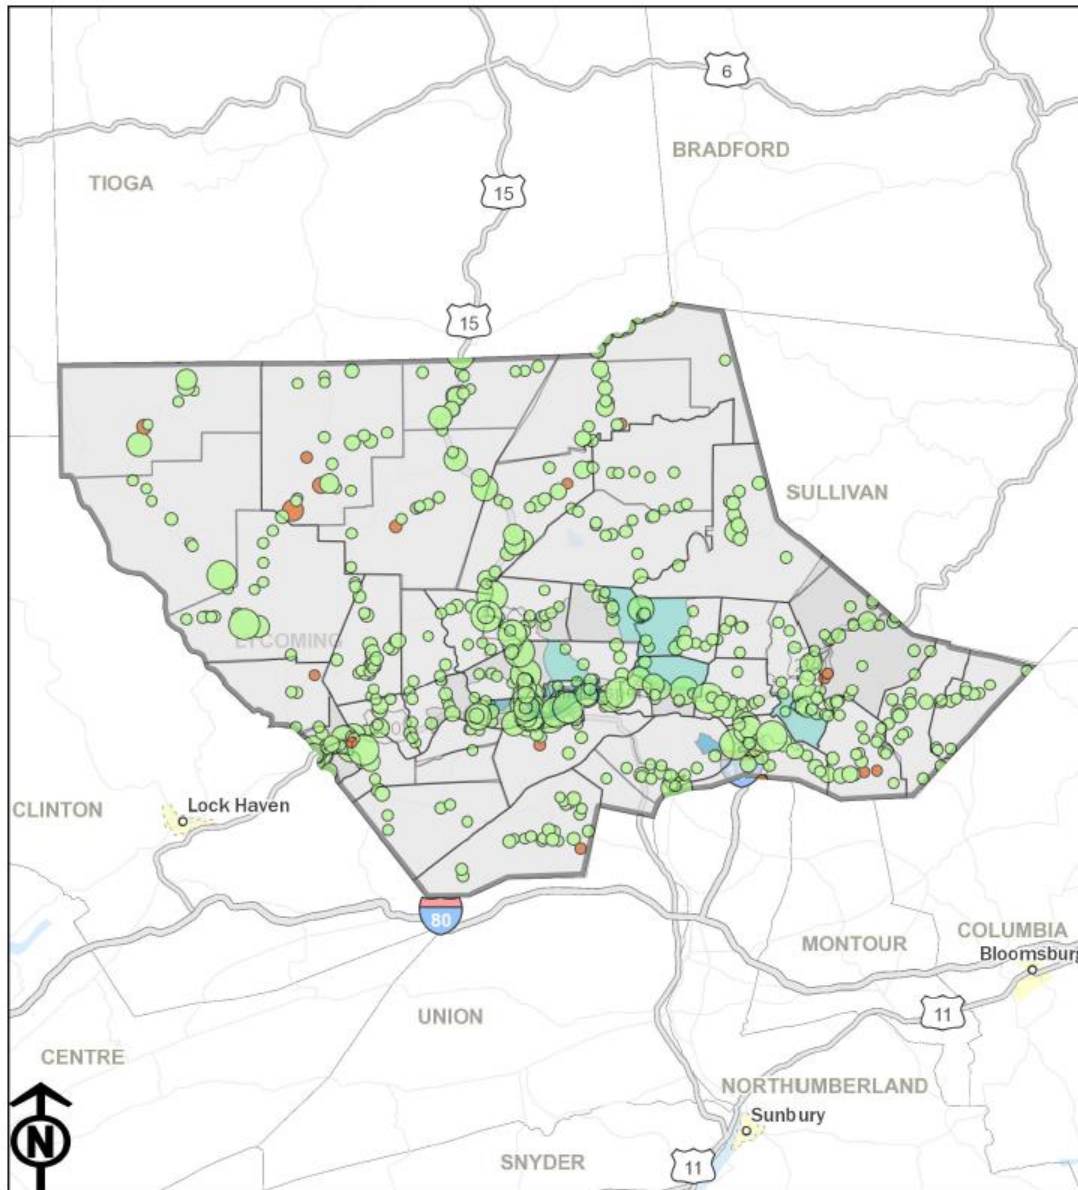 6
BRADFORD
TIOGA
15
15
SULLIVAN
LYCOMING
CLINTON
Lock Haven
80
COLUMBIA
MONTOUR
Bloomsburg
11
UNION
CENTRE
NORTHUMBERLAND
Sunbury
SNYDER
11
N